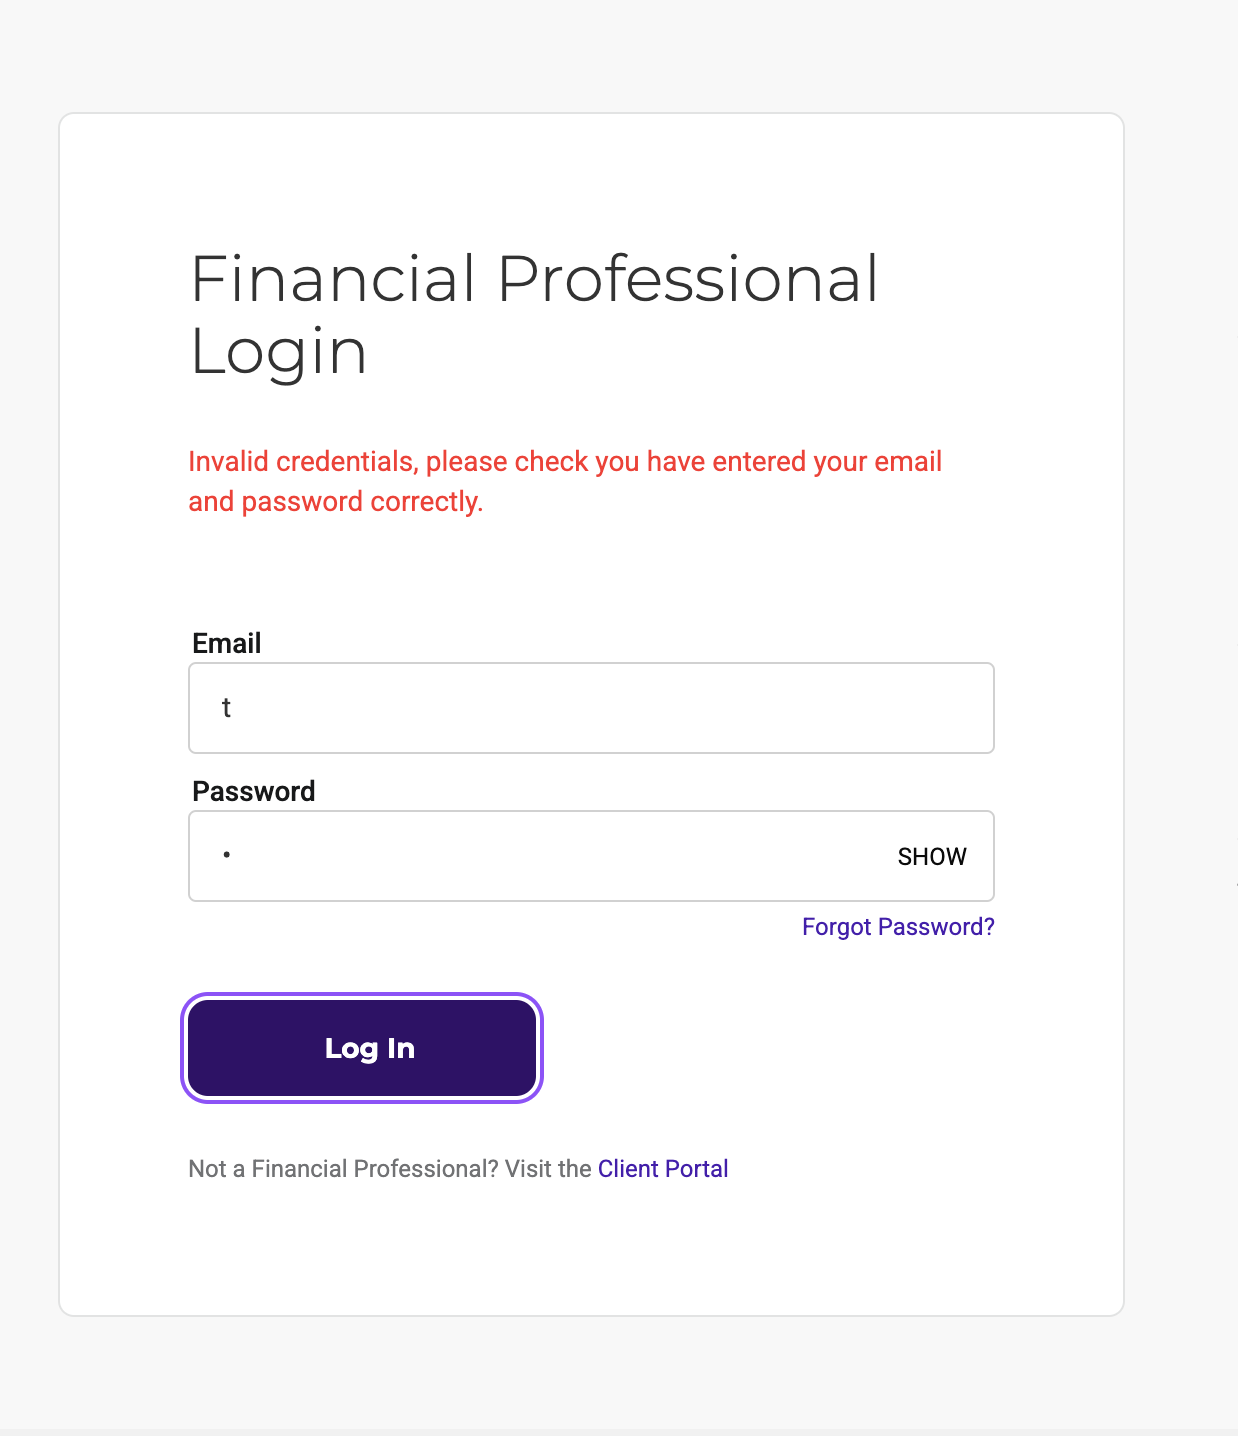 Financial Professional
Login
Invalid credentials, please check you have entered your email
and password correctly.
Email
t
Password
•
SHOW
Forgot Password?
Log In
Not a Financial Professional? Visit the Client Portal